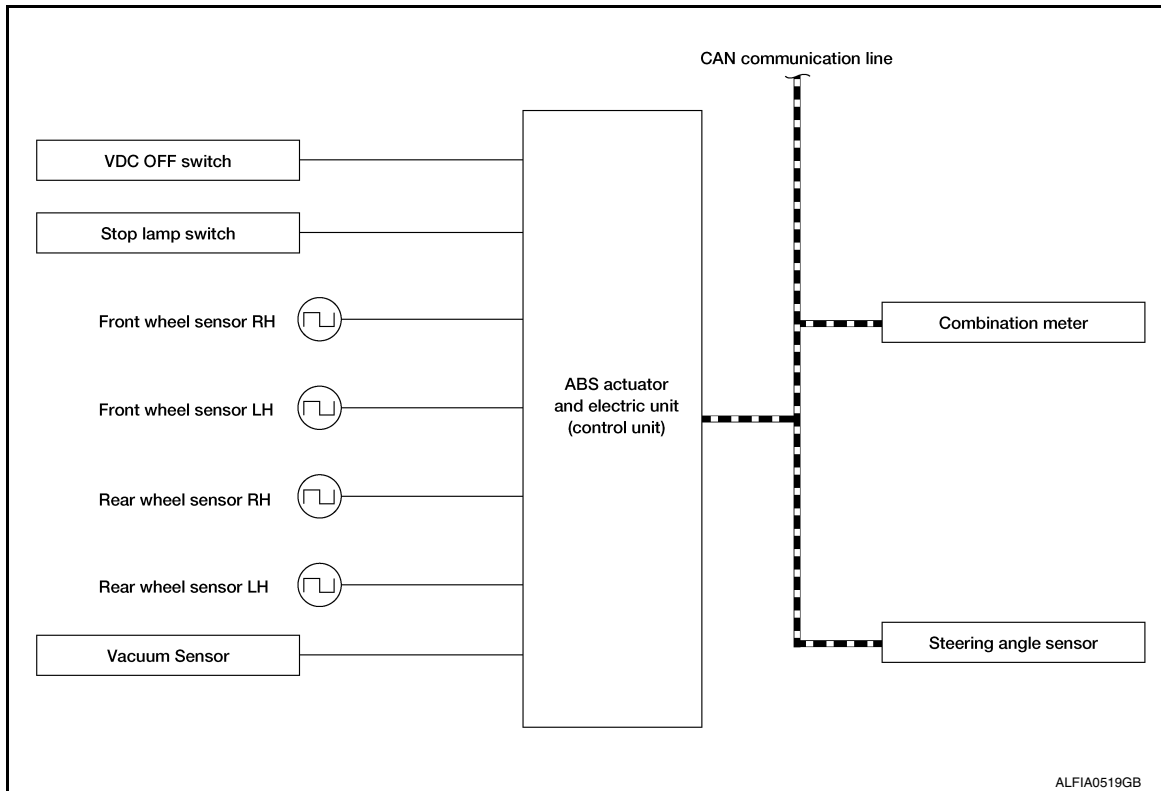 CAN communication line
VDC OFF switch
Stop lamp switch
Front wheel sensor RH
Front wheel sensor LH
Rear wheel sensor RH
Rear wheel sensor LH
Vacuum Sensor
ABS actuator
and electric unit
(control unit)
Combination meter
Steering angle sensor
ALFIA0519GB